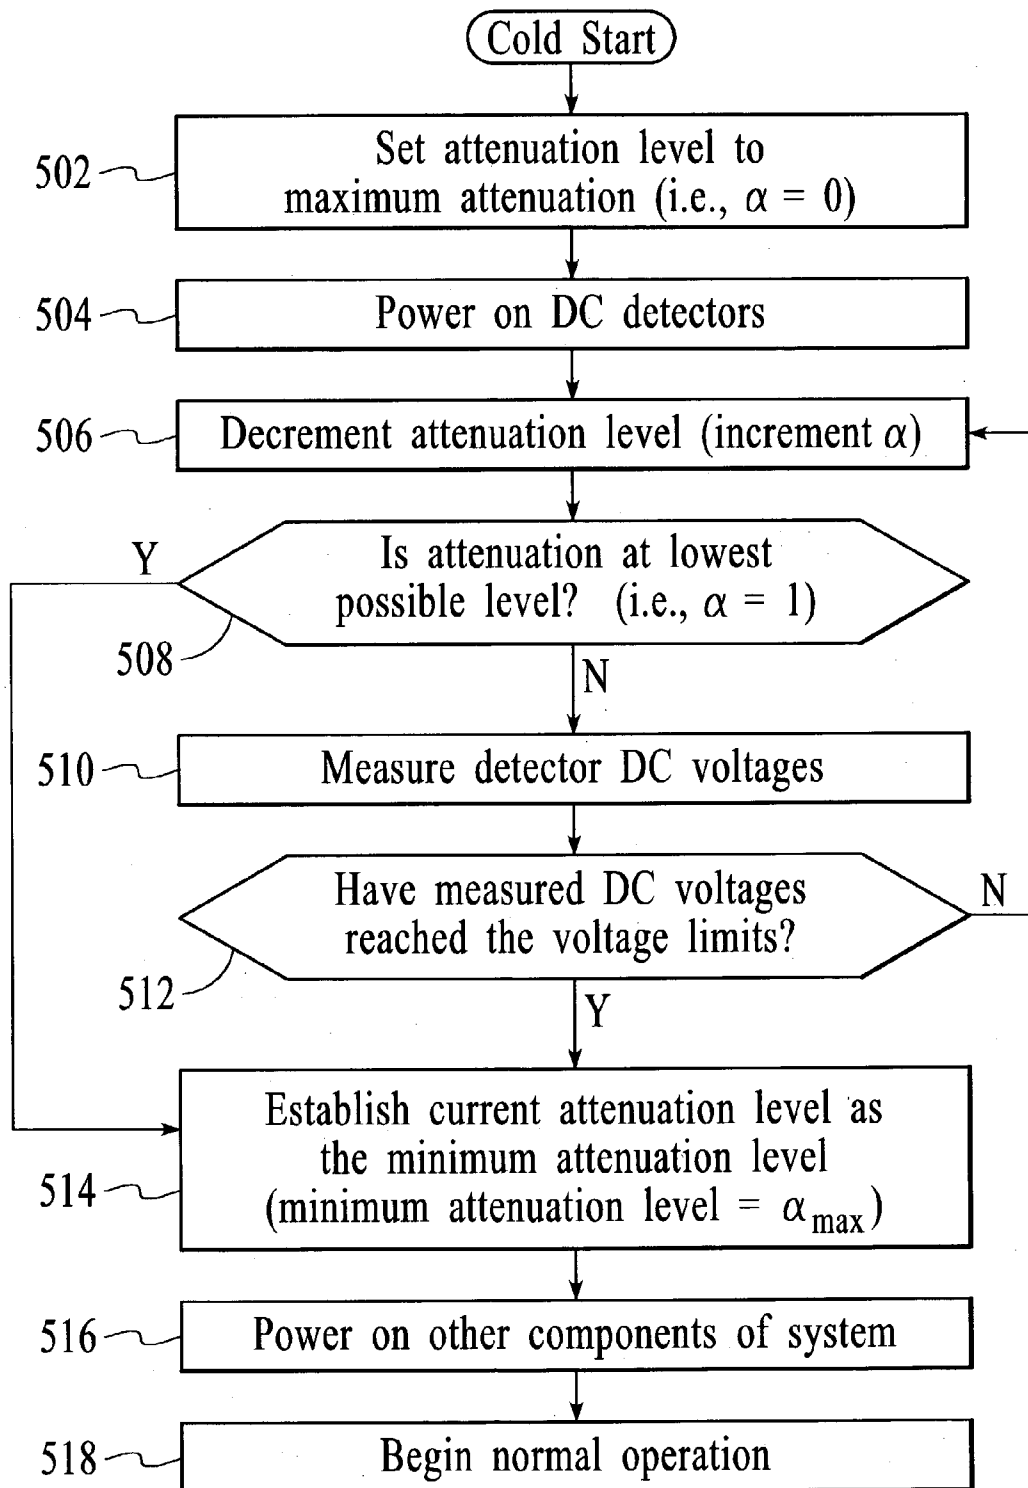 Cold Start
502
Set attenuation level to
maximum attenuation (i.e., α = 0)
504
Power on DC detectors
506
Decrement attenuation level (increment α)
Y
Is attenuation at lowest
possible level? (i.e., α = 1)
508
N
510
Measure detector DC voltages
Have measured DC voltages
reached the voltage limits?
N
512
Y
Establish current attenuation level as
the minimum attenuation level
(minimum attenuation level = α_max)
514
516
Power on other components of system
518
Begin normal operation